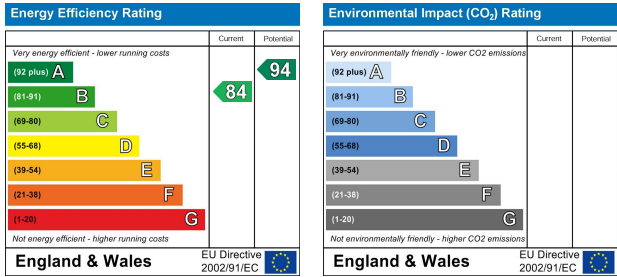 Energy Efficiency Rating
Current Potential
Very energy efficient - lower running costs
(92 plus) A
(81-91) B
(69-80) C
(55-68) D
(39-54) E
(21-38) F
(1-20) G
84
94
Not energy efficient - higher running costs
England & Wales
EU Directive
2002/91/EC
Environmental Impact (CO2) Rating
Current Potential
Very environmentally friendly - lower CO2 emissions
(92 plus) A
(81-91) B
(69-80) C
(55-68) D
(39-54) E
(21-38) F
(1-20) G
Not environmentally friendly - higher CO2 emissions
England & Wales
EU Directive
2002/91/EC